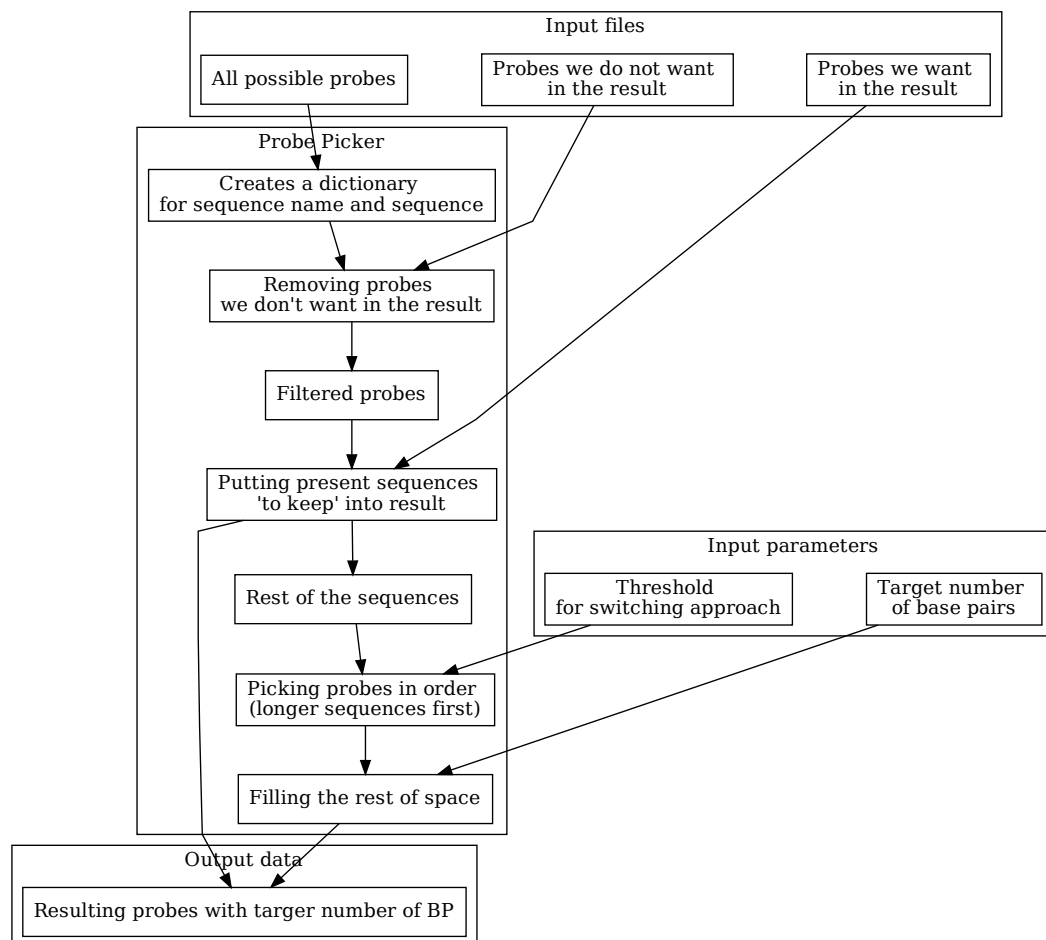 Input files
All possible probes
Probes we do not want
in the result
Probes we want
in the result
Probe Picker
Creates a dictionary
for sequence name and sequence
Removing probes
we don't want in the result
Filtered probes
Putting present sequences
'to keep' into result
Input parameters
Threshold
for switching approach
Target number
of base pairs
Rest of the sequences
Picking probes in order
(longer sequences first)
Filling the rest of space
Output data
Resulting probes with targer number of BP